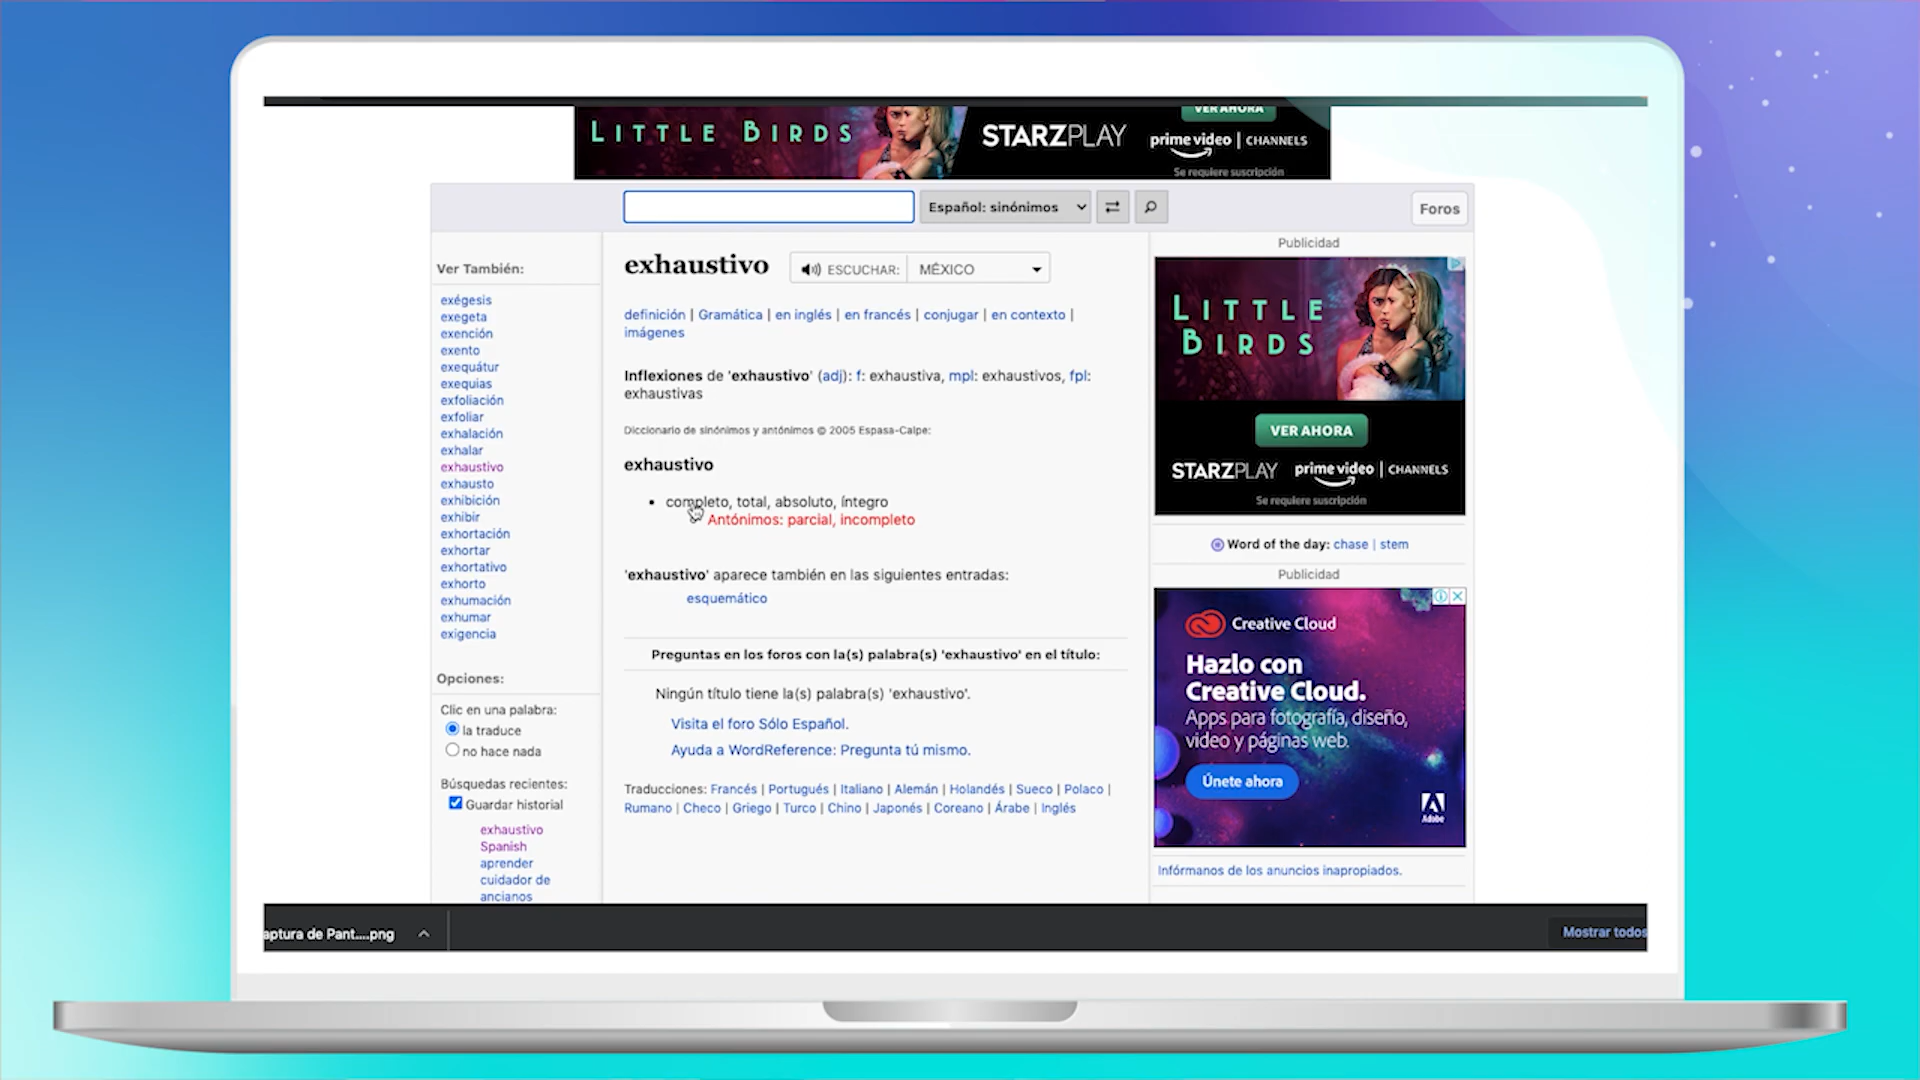 LITTLE BIRDS
STARZPLAY
VER AHORA
prime video | CHANNELS
Se requiere suscripción
Español: sinónimos
Foros
Ver También:
exégesis
exegeta
exención
exento
exequátur
exequias
exfoliación
exfoliar
exhalación
exhalar
exhaustivo
exhausto
exhibición
exhibir
exhortación
exhortar
exhortativo
exhorto
exhumación
exhumar
exigencia
Opciones:
Clic en una palabra:
la traduce
no hace nada
Búsquedas recientes:
Guardar historial
exhaustivo
Spanish
aprender
cuidador de
ancianos
exhaustivo
ESCUCHAR:
MÉXICO
definición | Gramática | en inglés | en francés | conjugar | en contexto |
imágenes
Inflexiones de 'exhaustivo' (adj): f: exhaustiva, mpl: exhaustivos, fpl:
exhaustivas
Diccionario de sinónimos y antónimos © 2005 Espasa-Calpe:
exhaustivo
• completo, total, absoluto, íntegro
Antónimos: parcial, incompleto
'exhaustivo' aparece también en las siguientes entradas:
esquemático
Preguntas en los foros con la(s) palabra(s) 'exhaustivo' en el título:
Ningún título tiene la(s) palabra(s) 'exhaustivo'.
Visita el foro Sólo Español.
Ayuda a WordReference: Pregunta tú mismo.
Traducciones: Francés | Portugués | Italiano | Alemán | Holandés | Sueco | Polaco |
Rumano | Checo | Griego | Turco | Chino | Japonés | Coreano | Árabe | Inglés
Publicidad
LITTLE
BIRDS
VER AHORA
STARZPLAY prime video | CHANNELS
Se requiere suscripción
Word of the day: chase | stem
Publicidad
Creative Cloud
Hazlo con
Creative Cloud.
Apps para fotografía, diseño,
video y páginas web.
Únete ahora
Adobe
Infórmanos de los anuncios inapropiados.
aptura de Pant....png
Mostrar todos